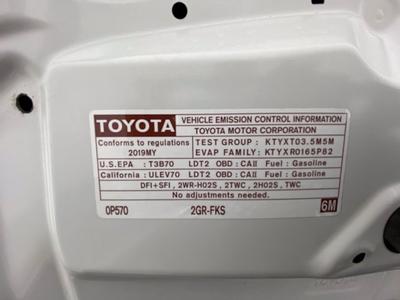 TOYOTA VEHICLE EMISSION CONTROL INFORMATION
TOYOTA MOTOR CORPORATION
Conforms to regulations TEST GROUP : KTYXT03.5M5M
2019MY EVAP FAMILY: KTYXR0165P82
U.S.EPA : T3B70 LDT2 OBD : CAII Fuel : Gasoline
California : ULEV70 LDT2 OBD : CAII Fuel : Gasoline
DFI+SFI , 2WR-HO2S , 2TWC , 2HO2S , TWC
No adjustments needed.
0P570 2GR-FKS 6M